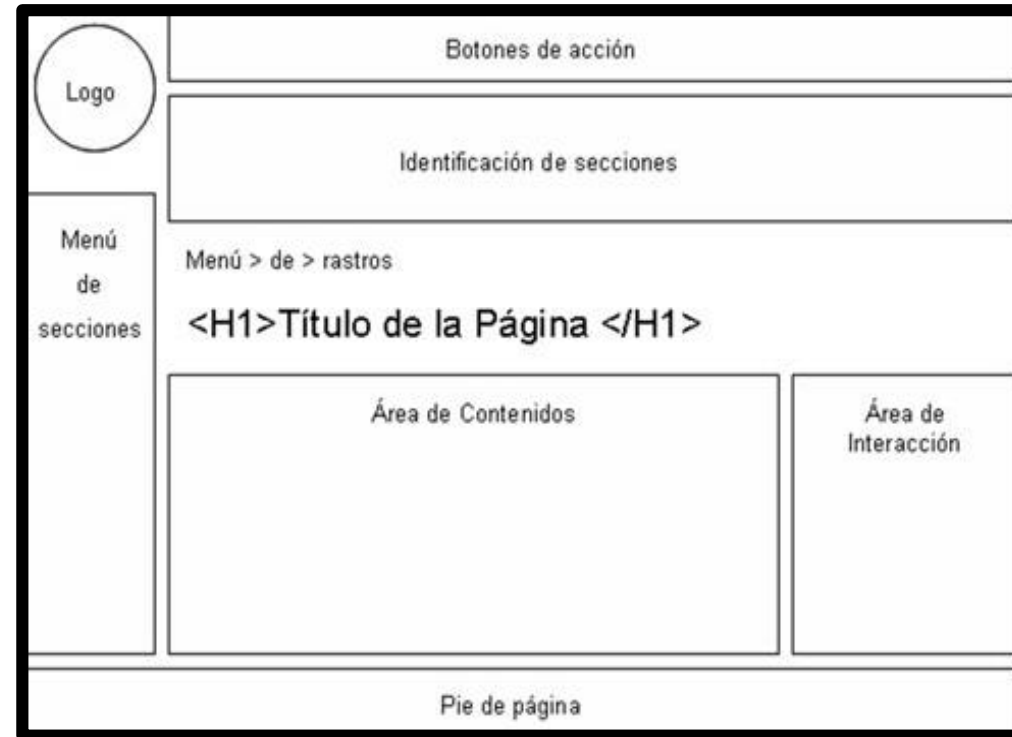 Logo
Botones de acción
Identificación de secciones
Menú
de
secciones
Menú > de > rastros
<H1>Título de la Página </H1>
Área de Contenidos
Área de
Interacción
Pie de página